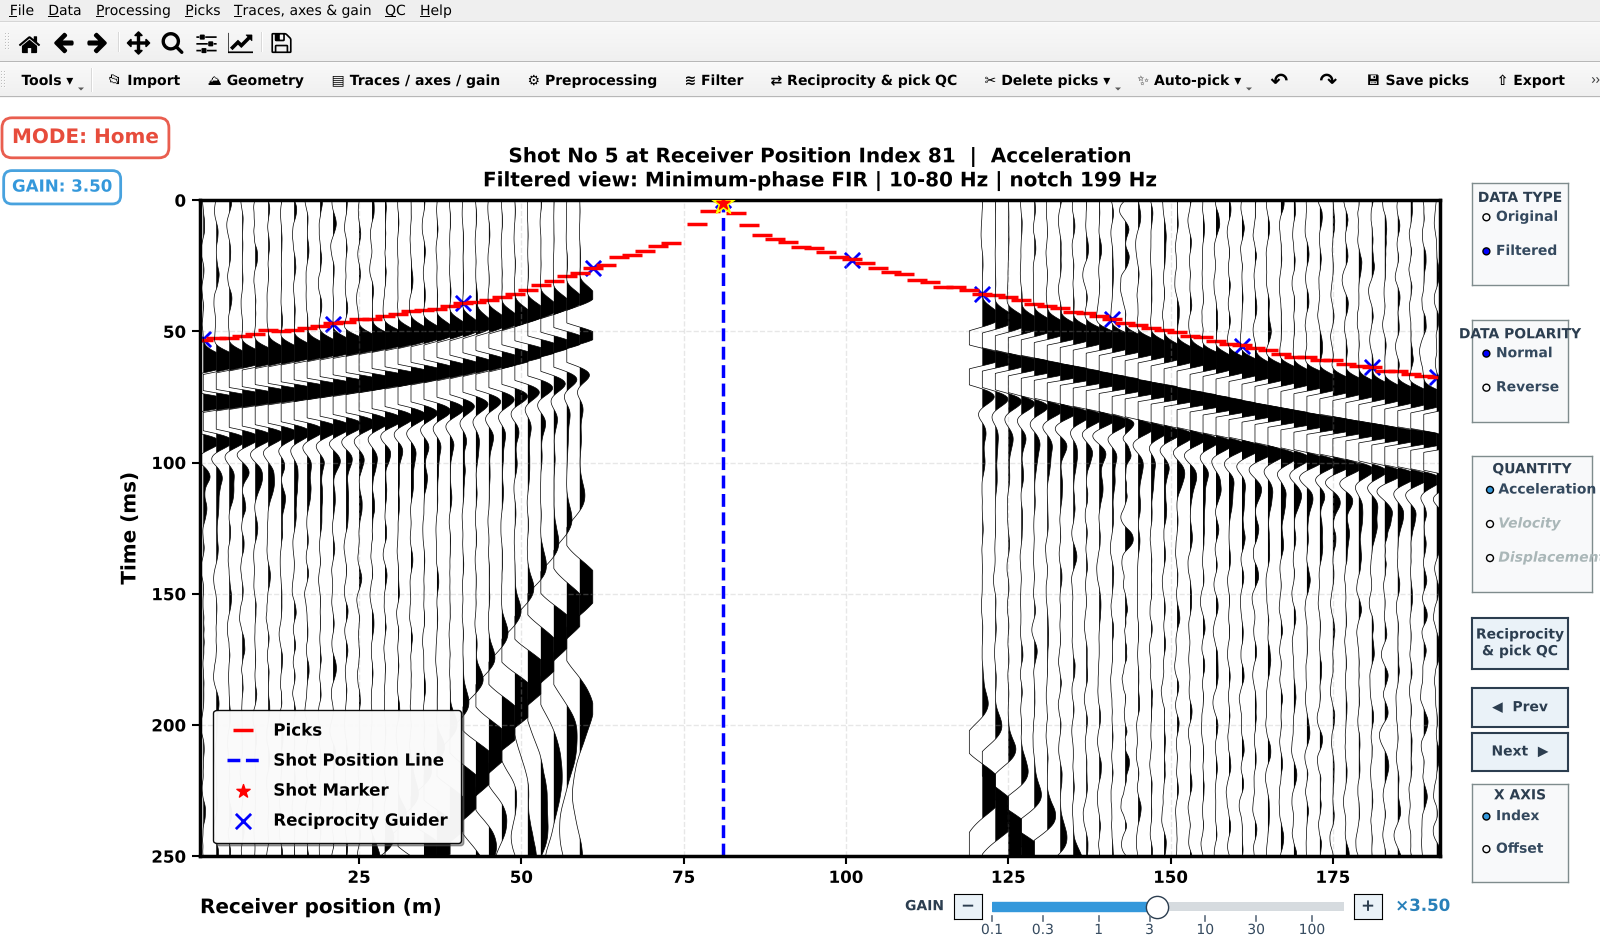 File Data Processing Picks Traces, axes & gain QC Help
Tools ▾ Import Geometry Traces / axes / gain Preprocessing Filter Reciprocity & pick QC Delete picks ▾ Auto-pick ▾ Save picks Export
MODE: Home
GAIN: 3.50
Shot No 5 at Receiver Position Index 81 | Acceleration
Filtered view: Minimum-phase FIR | 10-80 Hz | notch 199 Hz
0
50
100
150
200
250
Time (ms)
25 50 75 100 125 150 175
Receiver position (m)
Picks
Shot Position Line
Shot Marker
Reciprocity Guider
DATA TYPE
Original
Filtered
DATA POLARITY
Normal
Reverse
QUANTITY
Acceleration
Velocity
Displacemen
Reciprocity
& pick QC
◀ Prev
Next ▶
X AXIS
Index
Offset
GAIN − + ×3.50
0.1 0.3 1 3 10 30 100